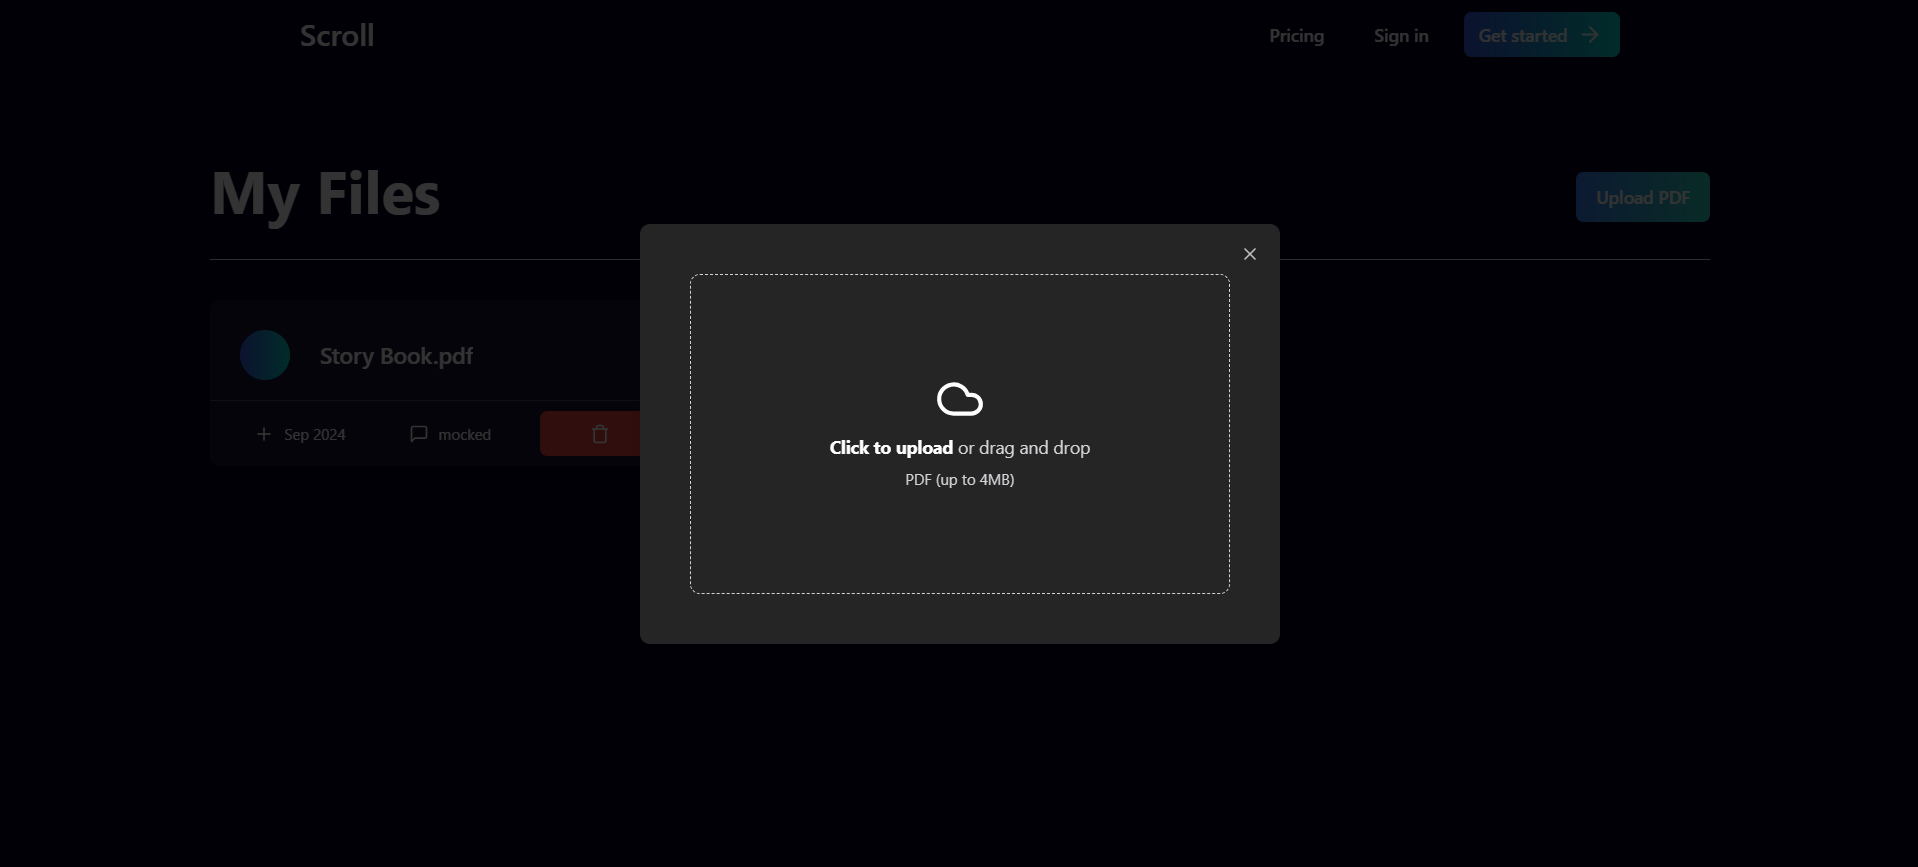 Scroll
Pricing
Sign in
Get started
My Files
Upload PDF
Story Book.pdf
Sep 2024
mocked
Click to upload or drag and drop
PDF (up to 4MB)